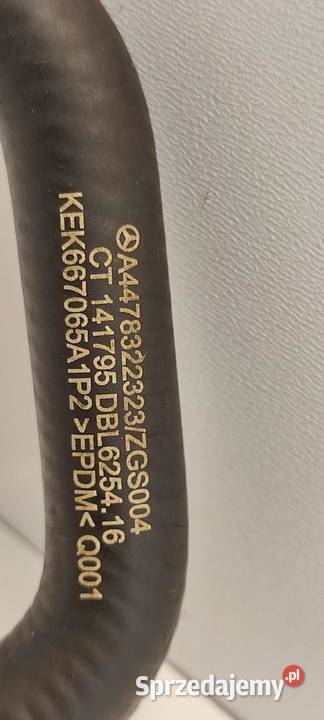 A4478322323/ZGS004
CT 141795 DBL6254.16
KEK667065A1P2 >EPDM< Q001
Sprzedajemy.pl